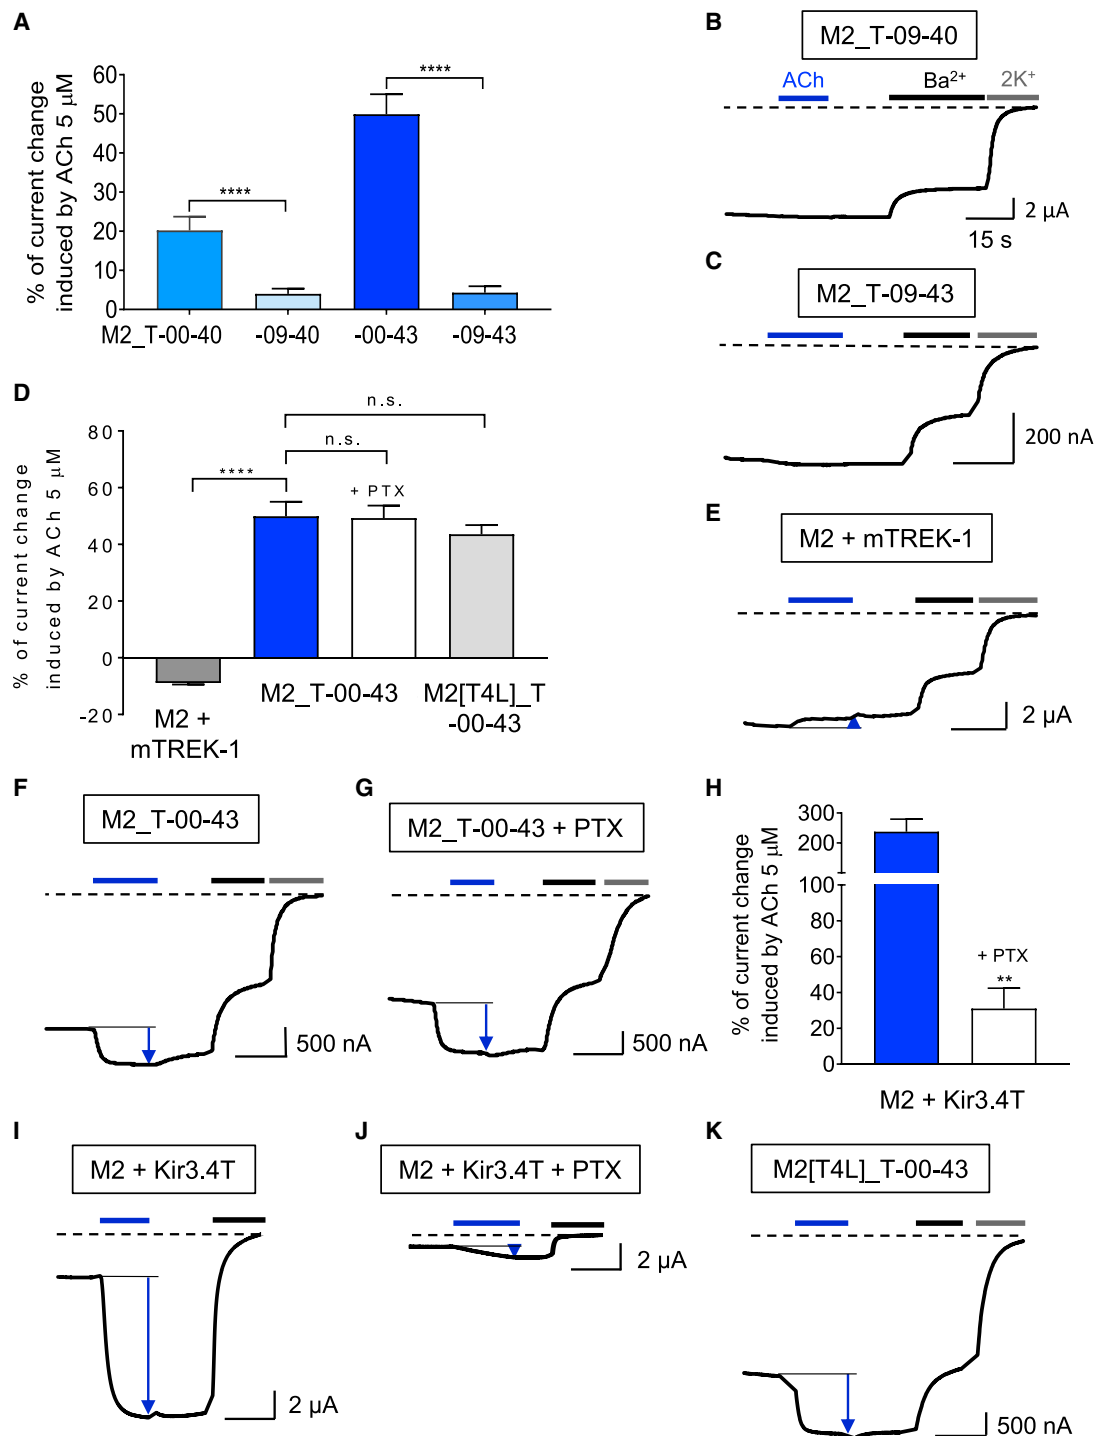 A
% of current change
induced by ACh 5 μM
60
50
40
30
20
10
0
****
****
M2_T-00-40
-09-40
-00-43
-09-43
B
M2_T-09-40
ACh
Ba2+
2K+
2 μA
15 s
C
M2_T-09-43
200 nA
D
% of current change
induced by ACh 5 μM
80
60
40
20
0
-20
n.s.
n.s.
****
+ PTX
M2 +
mTREK-1
M2_T-00-43
M2[T4L]_T
-00-43
E
M2 + mTREK-1
2 μA
F
M2_T-00-43
500 nA
G
M2_T-00-43 + PTX
500 nA
H
% of current change
induced by ACh 5 μM
300
200
100
80
60
40
20
0
+ PTX
**
M2 + Kir3.4T
I
M2 + Kir3.4T
2 μA
J
M2 + Kir3.4T + PTX
2 μA
K
M2[T4L]_T-00-43
500 nA